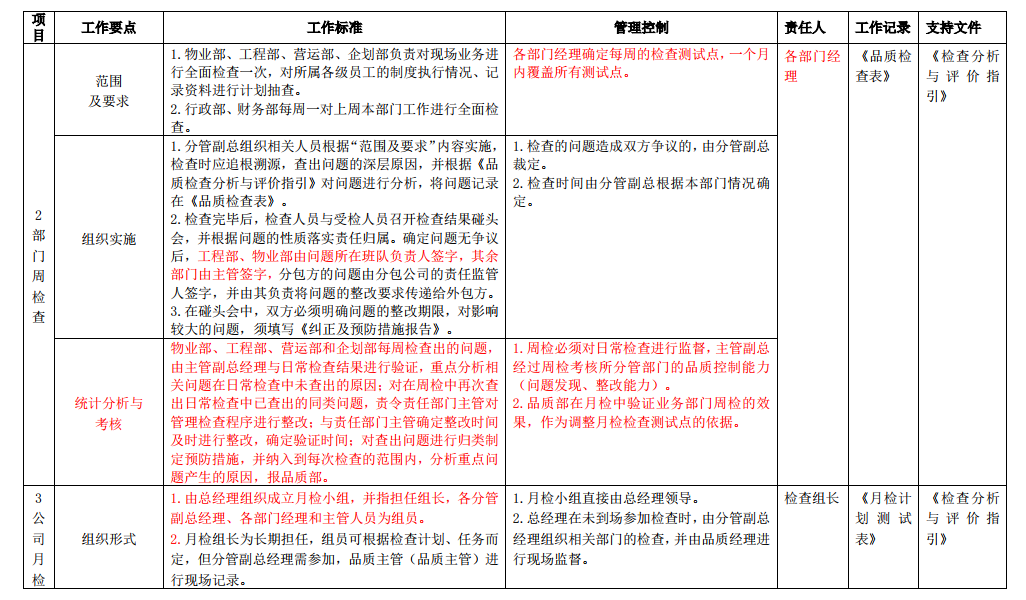 项目
工作要点
工作标准
管理控制
责任人
工作记录
支持文件
2
部
门
周
检
查
范围
及要求
1.物业部、工程部、营运部、企划部负责对现场业务进
行全面检查一次，对所属各级员工的制度执行情况、记
录资料进行计划抽查。
2.行政部、财务部每周一对上周本部门工作进行全面检
查。
各部门经理确定每周的检查测试点，一个月
内覆盖所有测试点。
各部门经
理
《品质检
查表》
《检查分析
与评价指
引》
组织实施
1.分管副总组织相关人员根据“范围及要求”内容实施，
检查时应追根溯源，查出问题的深层原因，并根据《品
质检查分析与评价指引》对问题进行分析，将问题记录
在《品质检查表》。
2.检查完毕后，检查人员与受检人员召开检查结果碰头
会，并根据问题的性质落实责任归属。确定问题无争议
后，工程部、物业部由问题所在班队负责人签字，其余
部门由主管签字，分包方的问题由分包公司的责任监管
人签字，并由其负责将问题的整改要求传递给外包方。
3.在碰头会中，双方必须明确问题的整改期限，对影响
较大的问题，须填写《纠正及预防措施报告》。
1.检查的问题造成双方争议的，由分管副总
裁定。
2.检查时间由分管副总根据本部门情况确
定。
统计分析与
考核
物业部、工程部、营运部和企划部每周检查出的问题，
由主管副总经理与日常检查结果进行验证，重点分析相
关问题在日常检查中未查出的原因；对在周检中再次查
出日常检查中已查出的同类问题，责令责任部门主管对
管理检查程序进行整改；与责任部门主管确定整改时间
及时进行整改，确定验证时间；对查出问题进行归类制
定预防措施，并纳入到每次检查的范围内，分析重点问
题产生的原因，报品质部。
1.周检必须对日常检查进行监督，主管副总
经过周检考核所分管部门的品质控制能力
（问题发现、整改能力）。
2.品质部在月检中验证业务部门周检的效
果，作为调整月检检查测试点的依据。
3
公
司
月
检
组织形式
1.由总经理组织成立月检小组，并指担任组长，各分管
副总经理、各部门经理和主管人员为组员。
2.月检组长为长期担任，组员可根据检查计划、任务而
定，但分管副总经理需参加，品质主管（品质主管）进
行现场记录。
1.月检小组直接由总经理领导。
2.总经理在未到场参加检查时，由分管副总
经理组织相关部门的检查，并由品质经理进
行现场监督。
检查组长
《月检计
划测试
表》
《检查分析
与评价指
引》